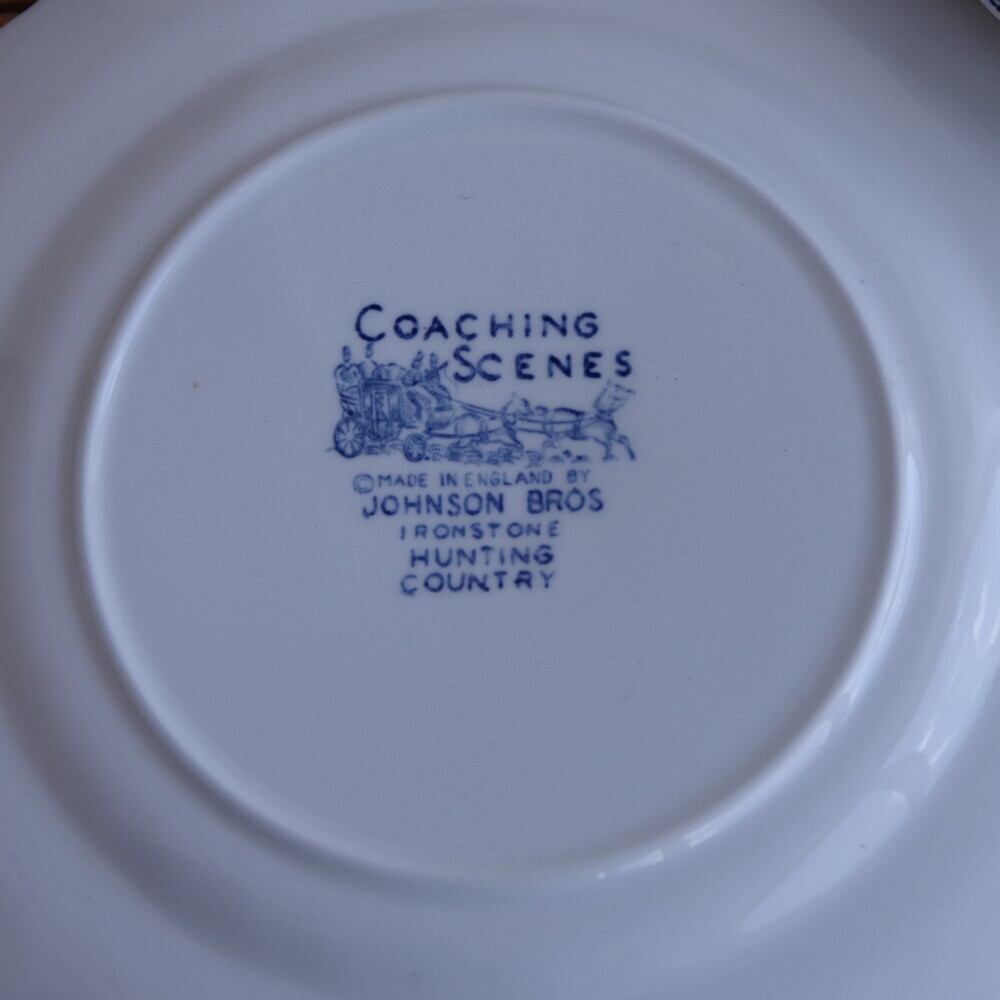 COACHING
SCENES
©MADE IN ENGLAND BY
JOHNSON BROS
IRONSTONE
HUNTING
COUNTRY